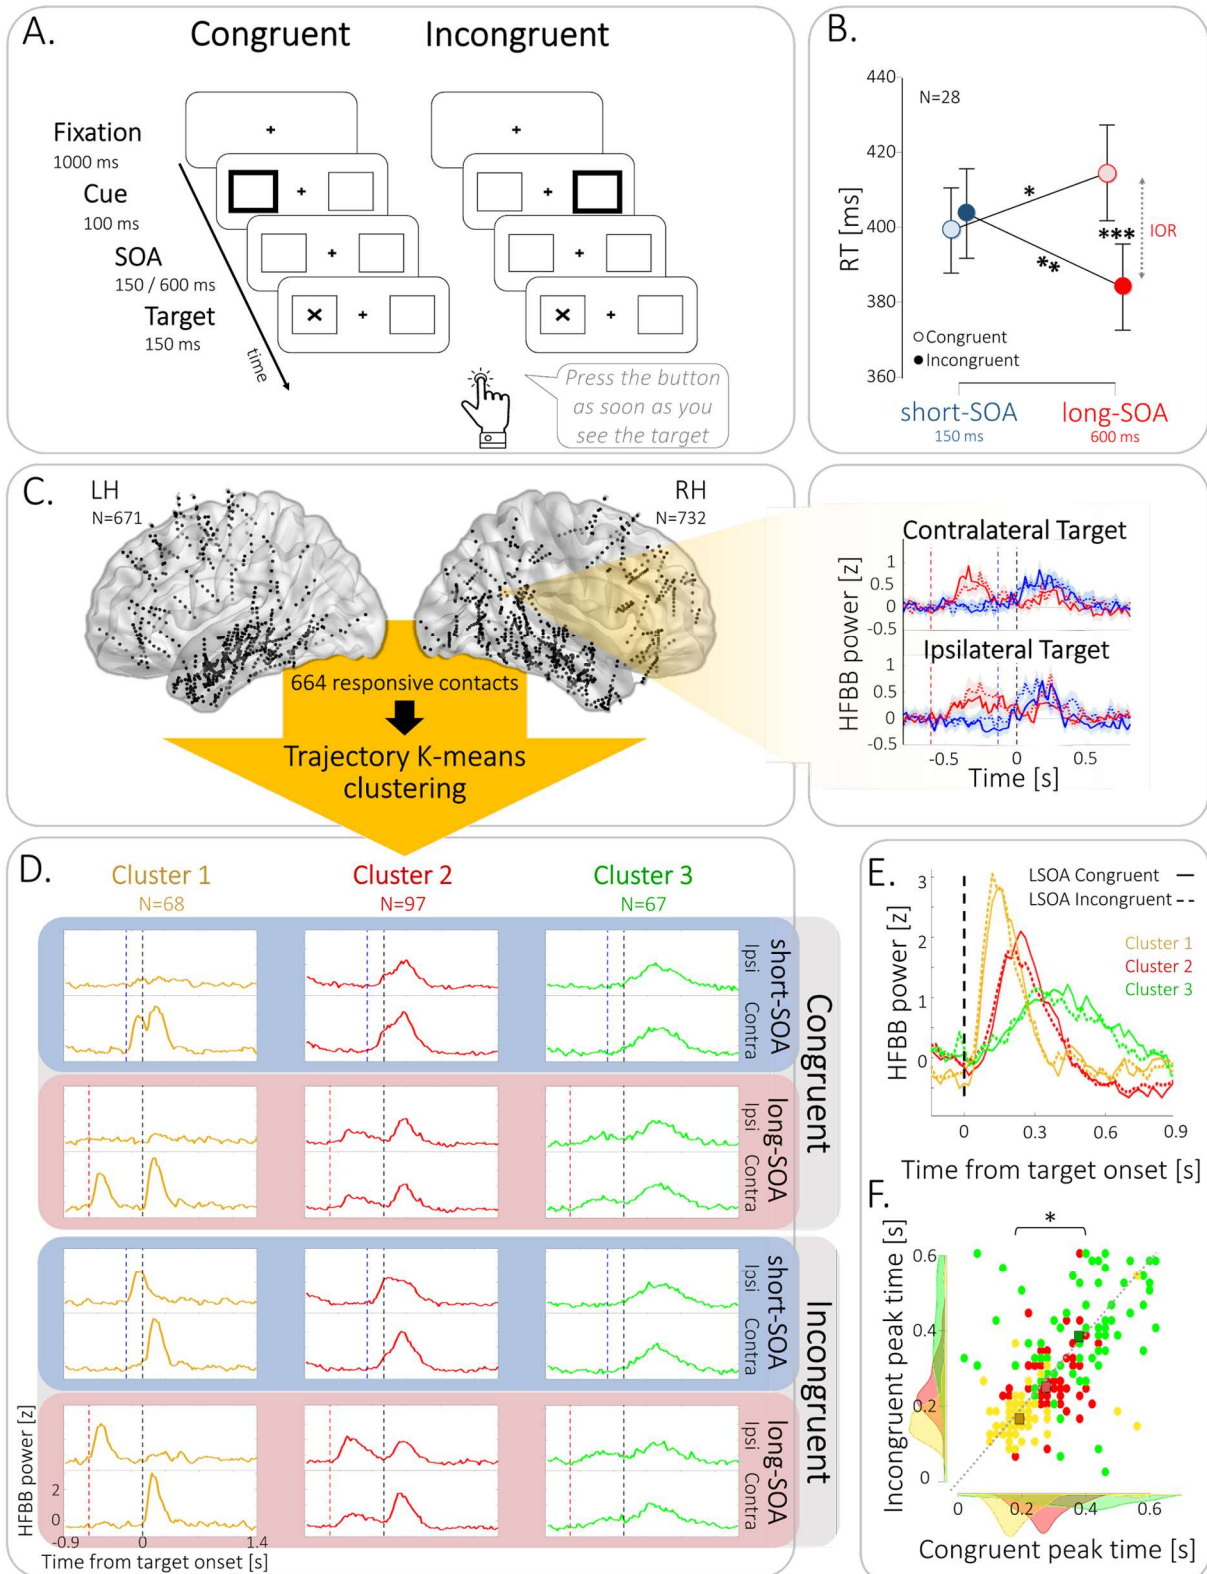 A.
Congruent
Incongruent
Fixation
1000 ms
Cue
100 ms
SOA
150 / 600 ms
Target
150 ms
time
Press the button
as soon as you
see the target
B.
N=28
RT [ms]
440
420
400
380
360
*
**
***
IOR
Congruent
Incongruent
short-SOA
150 ms
long-SOA
600 ms
C.
LH
N=671
RH
N=732
664 responsive contacts
Trajectory K-means
clustering
Contralateral Target
HFBB power [z]
1
0.5
0
-0.5
Ipsilateral Target
HFBB power [z]
1
0.5
0
-0.5
-0.5 0 0.5
Time [s]
D.
Cluster 1
N=68
Cluster 2
N=97
Cluster 3
N=67
Ipsi
Contra
short-SOA
Ipsi
Contra
long-SOA
Congruent
Ipsi
Contra
short-SOA
Ipsi
Contra
long-SOA
Incongruent
HFBB power [z]
2
0
-0.9 0 1.4
Time from target onset [s]
E.
HFBB power [z]
3
2
1
0
LSOA Congruent
LSOA Incongruent
Cluster 1
Cluster 2
Cluster 3
0 0.3 0.6 0.9
Time from target onset [s]
F.
*
Incongruent peak time [s]
0.6
0.4
0.2
0
0 0.2 0.4 0.6
Congruent peak time [s]